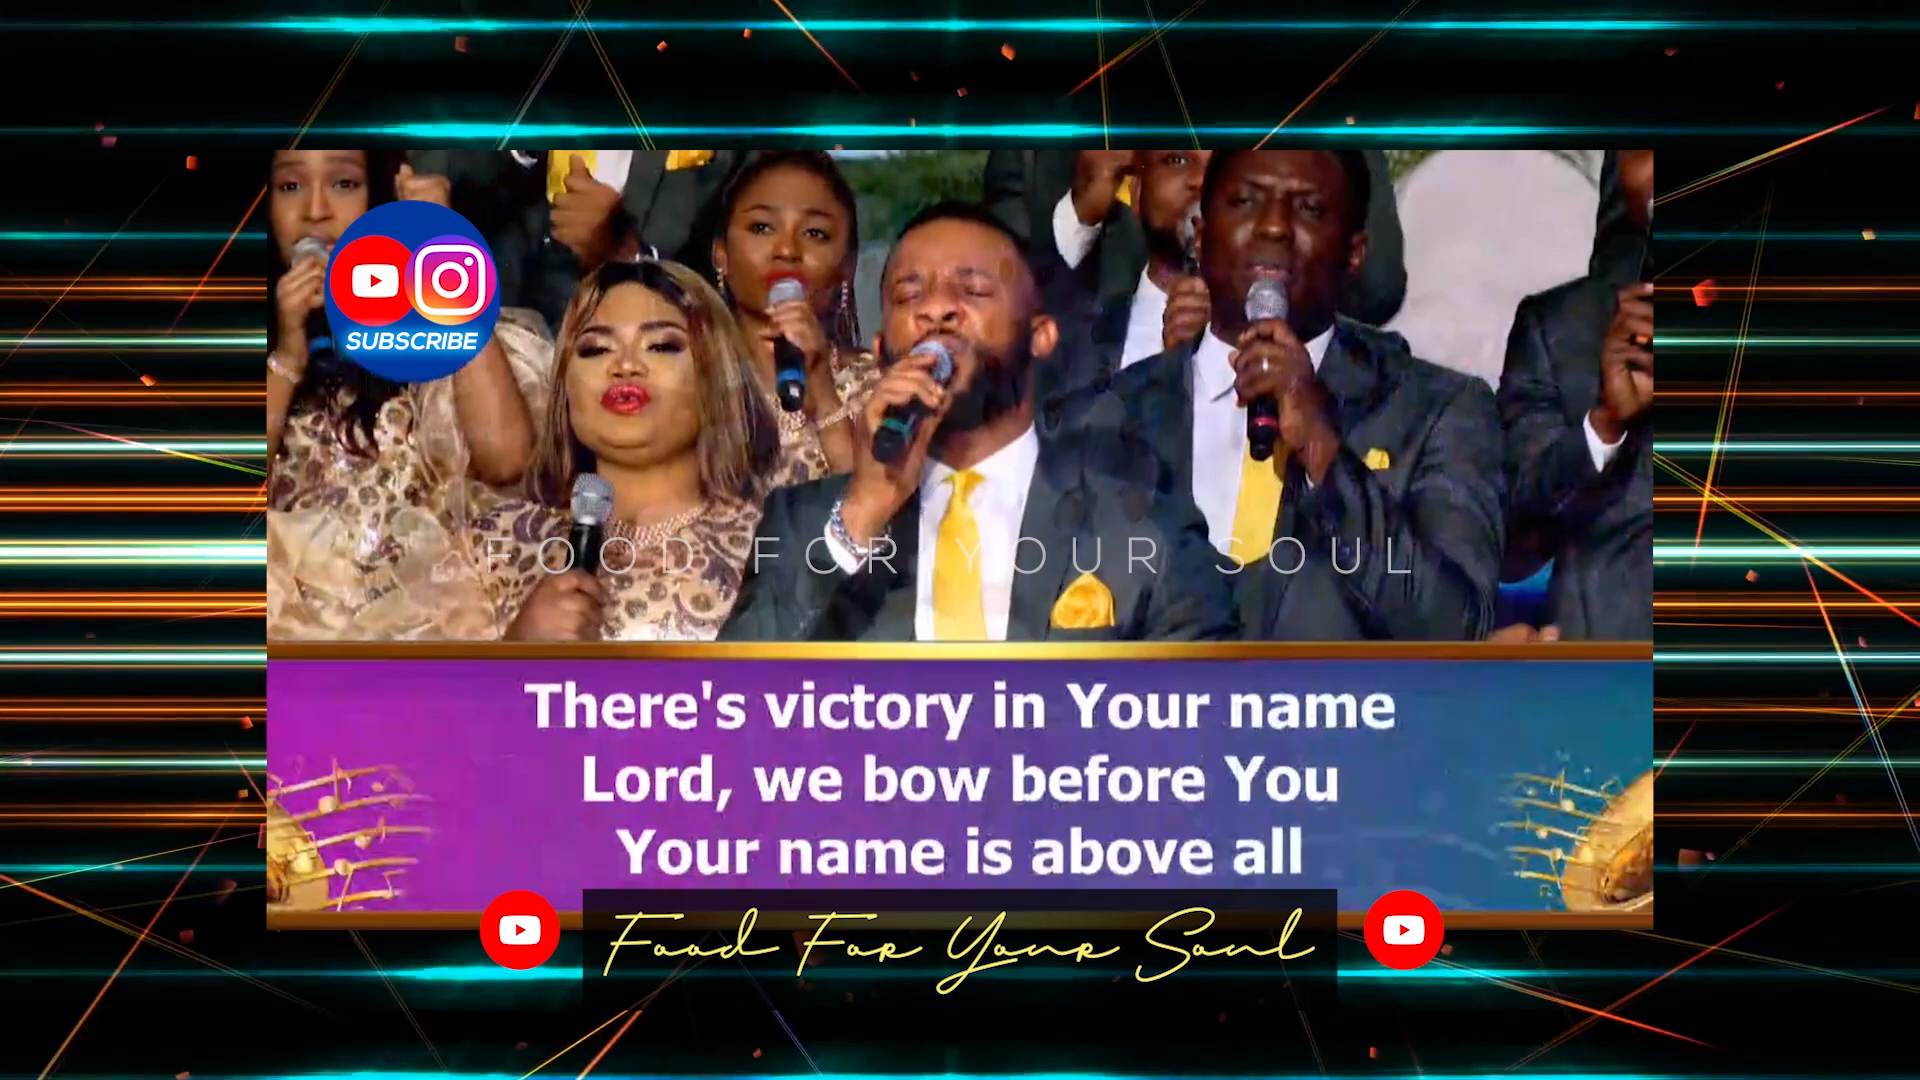 SUBSCRIBE
FOOD FOR YOUR SOUL
There's victory in Your name
Lord, we bow before You
Your name is above all
Food For Your Soul